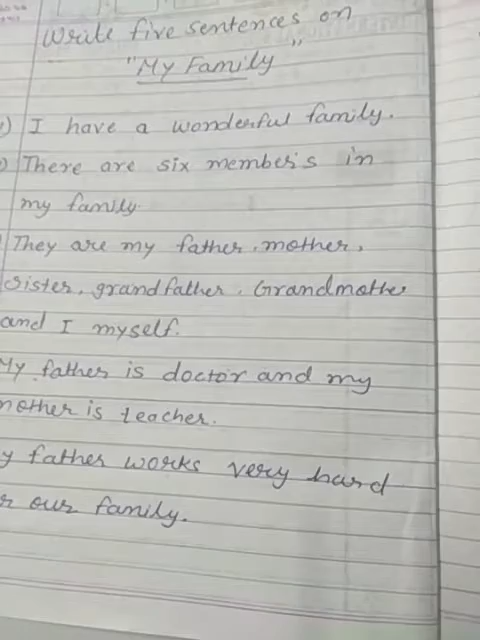 Write five sentences on
"My Family"
) I have a wonderful family.
) There are six member's in
my family.
They are my father, mother,
sister, grandfather, Grandmother
and I myself.
My father is doctor and my
mother is teacher.
y father works very hard
r our family.